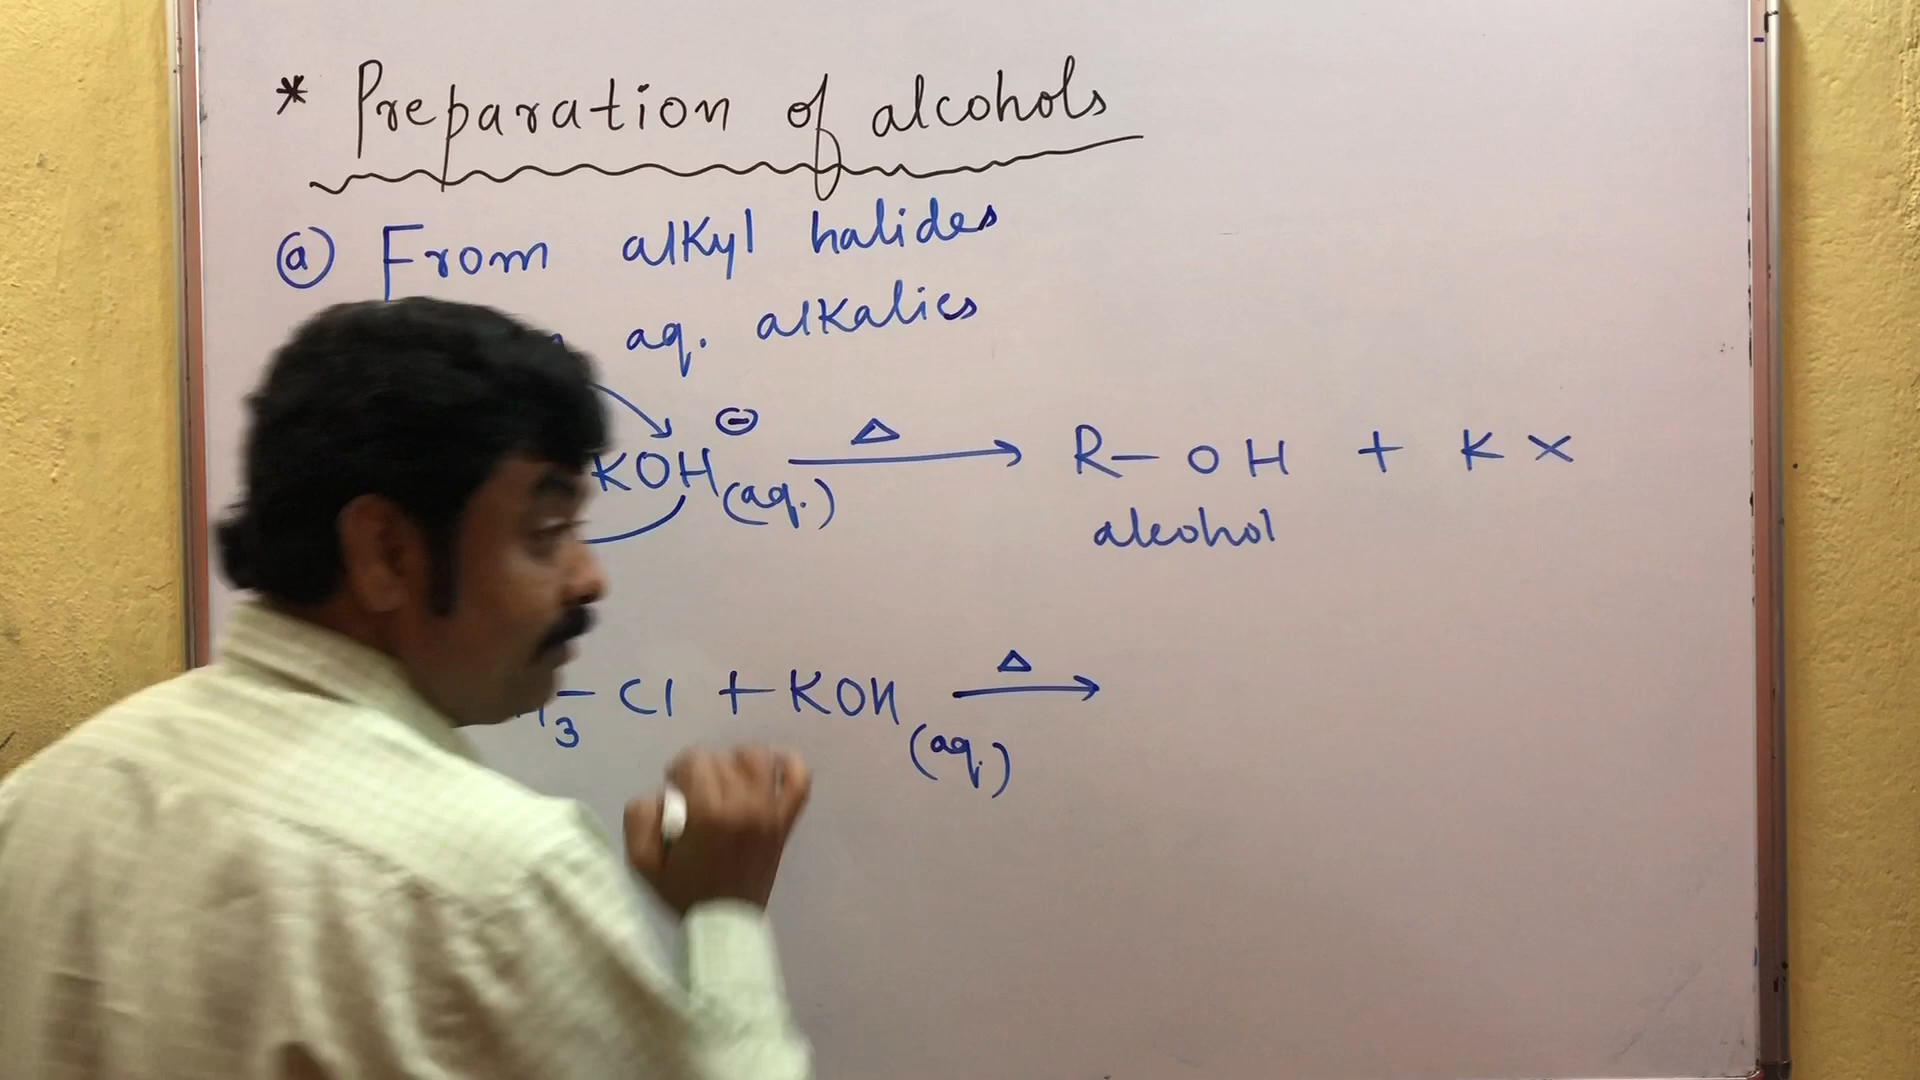 * Preparation of alcohols
(a) From alkyl halides
aq. alkalies
KOH ⊖ (aq.) Δ → R- OH + KX
alcohol
3 - Cl + KOH (aq.) Δ →